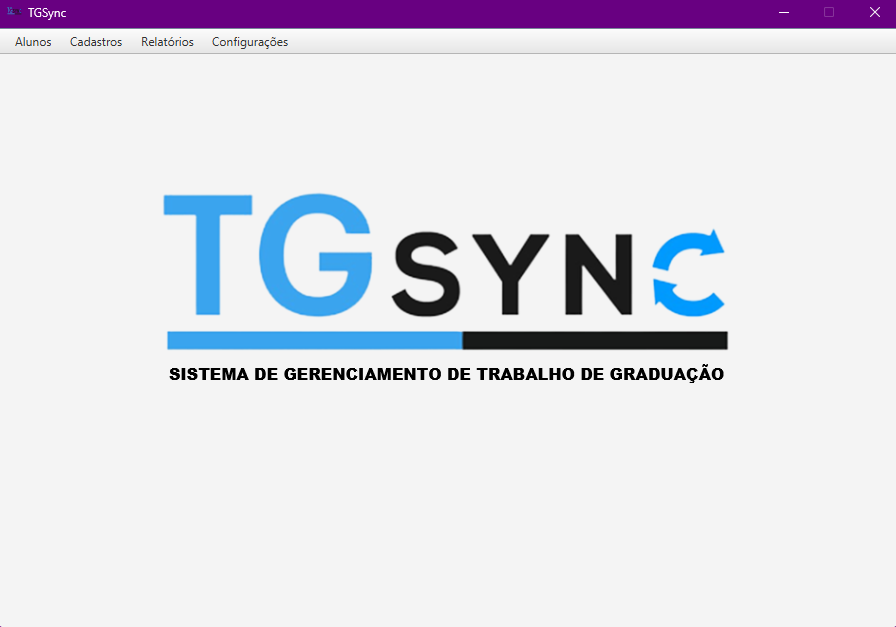 TGSync
Alunos Cadastros Relatórios Configurações
TGSYNC
SISTEMA DE GERENCIAMENTO DE TRABALHO DE GRADUAÇÃO